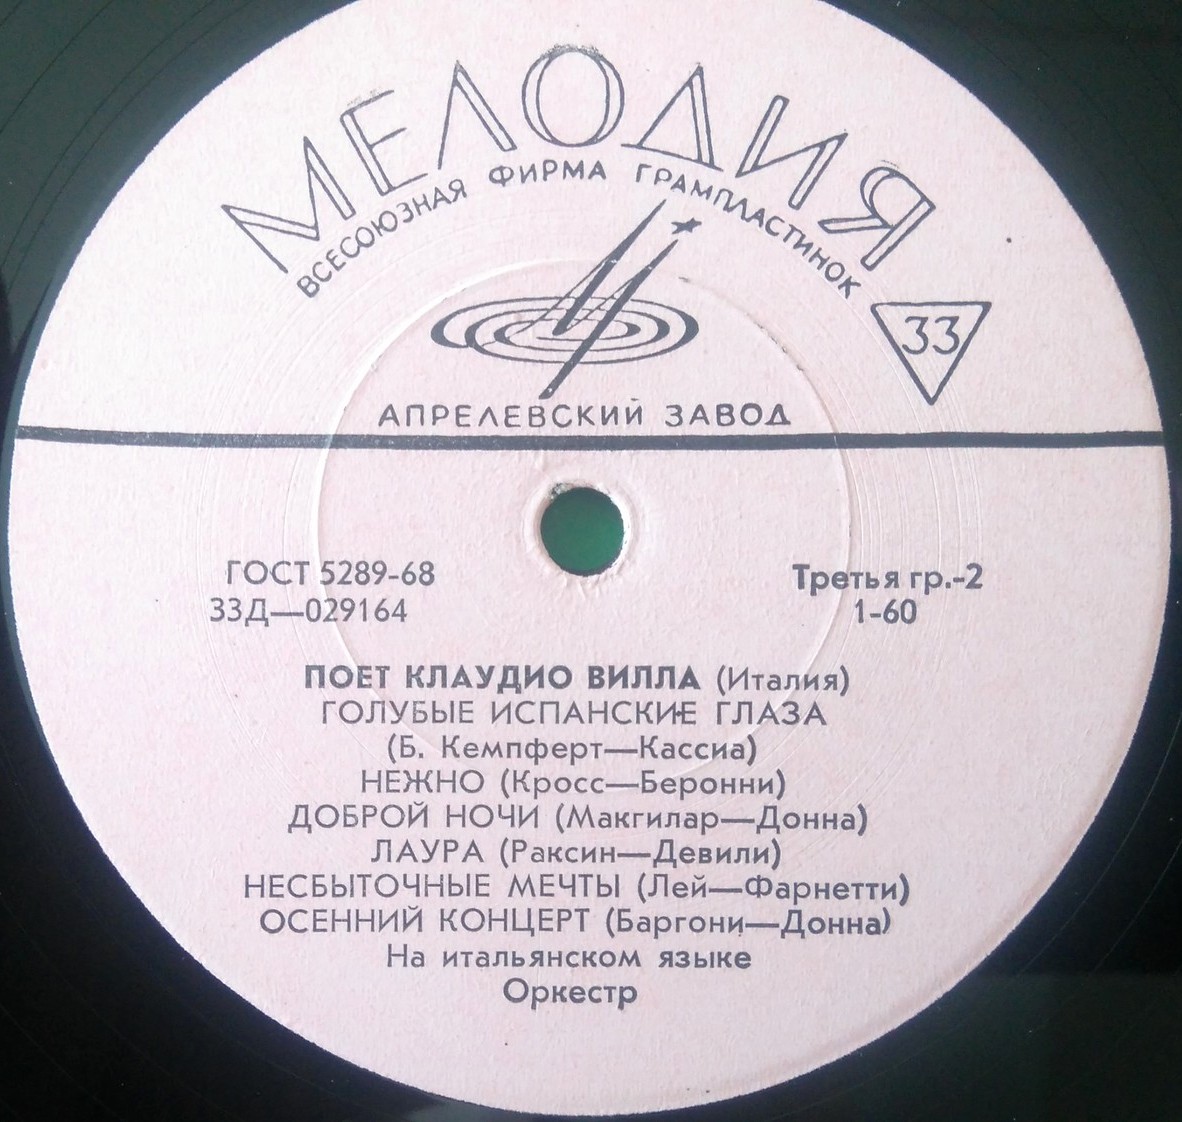 МЕЛОДИЯ
ВСЕСОЮЗНАЯ ФИРМА ГРАМПЛАСТИНОК
33
АПРЕЛЕВСКИЙ ЗАВОД
ГОСТ 5289-68
Третья гр.-2
33Д—029164
1-60
ПОЕТ КЛАУДИО ВИЛЛА (Италия)
ГОЛУБЫЕ ИСПАНСКИЕ ГЛАЗА
(Б. Кемпферт—Кассиа)
НЕЖНО (Кросс—Беронни)
ДОБРОЙ НОЧИ (Макгилар—Донна)
ЛАУРА (Раксин—Девили)
НЕСБЫТОЧНЫЕ МЕЧТЫ (Лей—Фарнетти)
ОСЕННИЙ КОНЦЕРТ (Баргони—Донна)
На итальянском языке
Оркестр